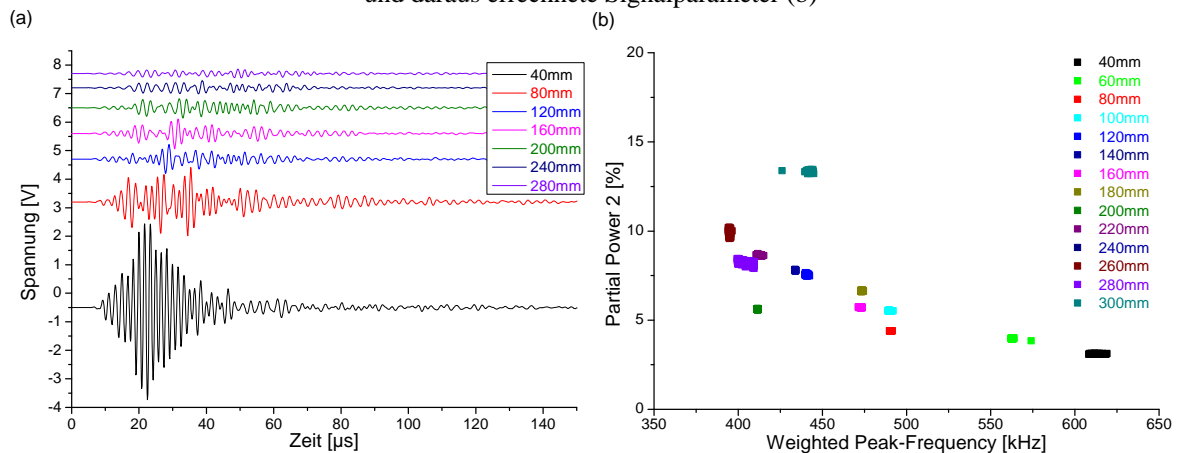 und daraus errechnete Signalparameter (b)
(a)
Spannung [V]
8
7
6
5
4
3
2
1
0
-1
-2
-3
-4
0
20
40
60
80
100
120
140
Zeit [µs]
40mm
80mm
120mm
160mm
200mm
240mm
280mm
(b)
Partial Power 2 [%]
20
15
10
5
0
350
400
450
500
550
600
650
Weighted Peak-Frequency [kHz]
40mm
60mm
80mm
100mm
120mm
140mm
160mm
180mm
200mm
220mm
240mm
260mm
280mm
300mm